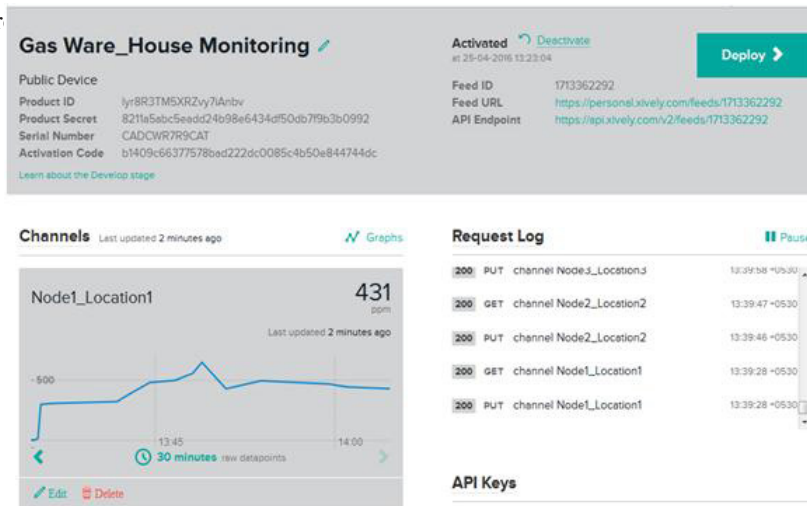 Gas Ware_House Monitoring
Public Device
Product ID lyr8R3TM5XRZvy7iAnbv
Product Secret 8211a5abc5eadd24b98e6434df50db7f9b3b0992
Serial Number CADCWR7R9CAT
Activation Code b1409c66377578bad222dc0085c4b50e844744dc
Learn about the Develop stage
Activated Deactivate
at 25-04-2016 13:23:04
Deploy
Feed ID 1713362292
Feed URL https://personal.xively.com/feeds/1713362292
API Endpoint https://api.xively.com/v2/feeds/1713362292
Channels Last updated 2 minutes ago Graphs
Node1_Location1 431
ppm
Last updated 2 minutes ago
500
13:45 14:00
30 minutes raw datapoints
Edit Delete
Request Log Pause
200 PUT channel Node3_Location3 13:39:58 +0530
200 GET channel Node2_Location2 13:39:47 +0530
200 PUT channel Node2_Location2 13:39:46 +0530
200 GET channel Node1_Location1 13:39:28 +0530
200 PUT channel Node1_Location1 13:39:28 +0530
API Keys